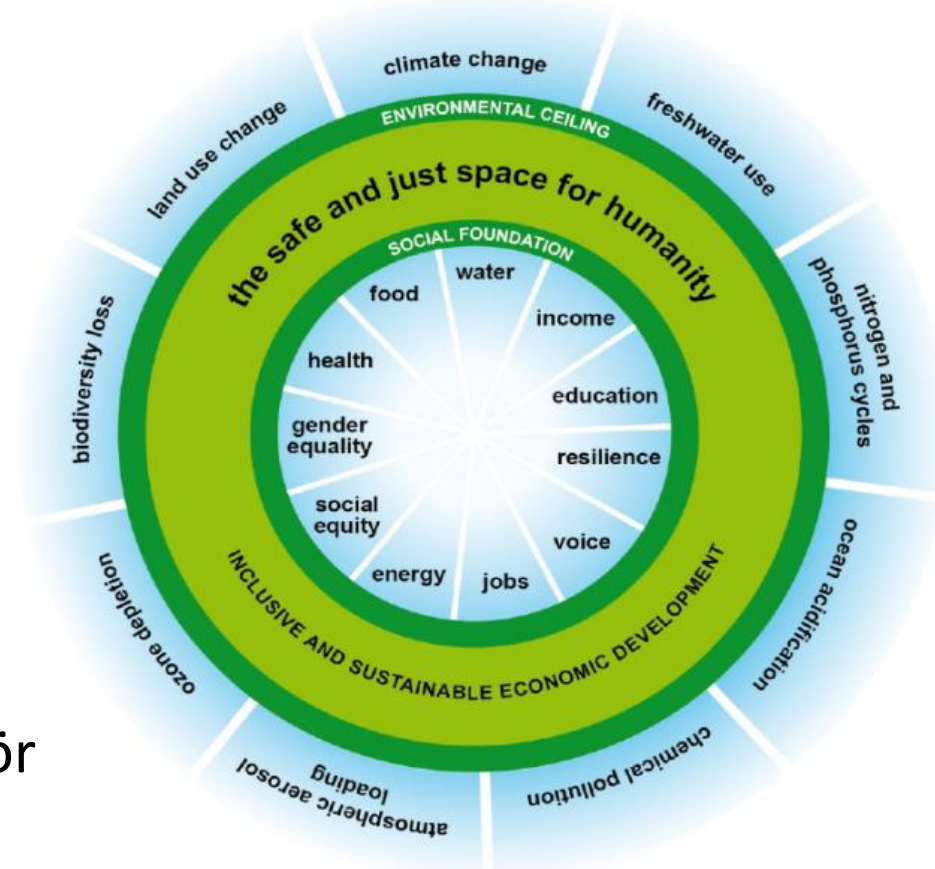 climate change
freshwater use
nitrogen and
phosphorus cycles
ocean acidification
chemical pollution
atmospheric aerosol
loading
ozone depletion
biodiversity loss
land use change
ENVIRONMENTAL CEILING
the safe and just space for humanity
SOCIAL FOUNDATION
water
income
education
resilience
voice
jobs
energy
social
equity
gender
equality
health
food
INCLUSIVE AND SUSTAINABLE ECONOMIC DEVELOPMENT
ör